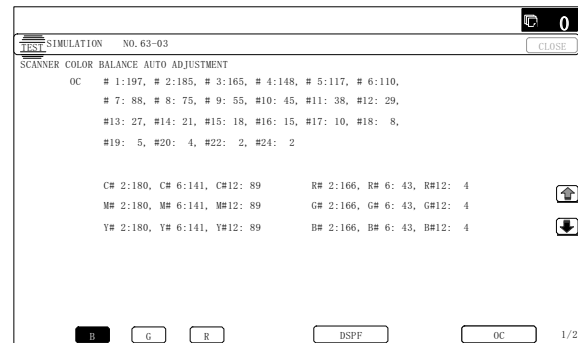 0
TEST SIMULATION NO. 63-03
CLOSE
SCANNER COLOR BALANCE AUTO ADJUSTMENT
OC # 1:197, # 2:185, # 3:165, # 4:148, # 5:117, # 6:110,
# 7: 88, # 8: 75, # 9: 55, #10: 45, #11: 38, #12: 29,
#13: 27, #14: 21, #15: 18, #16: 15, #17: 10, #18: 8,
#19: 5, #20: 4, #22: 2, #24: 2
C# 2:180, C# 6:141, C#12: 89 R# 2:166, R# 6: 43, R#12: 4
M# 2:180, M# 6:141, M#12: 89 G# 2:166, G# 6: 43, G#12: 4
Y# 2:180, Y# 6:141, Y#12: 89 B# 2:166, B# 6: 43, B#12: 4
B G R DSPF OC 1/2